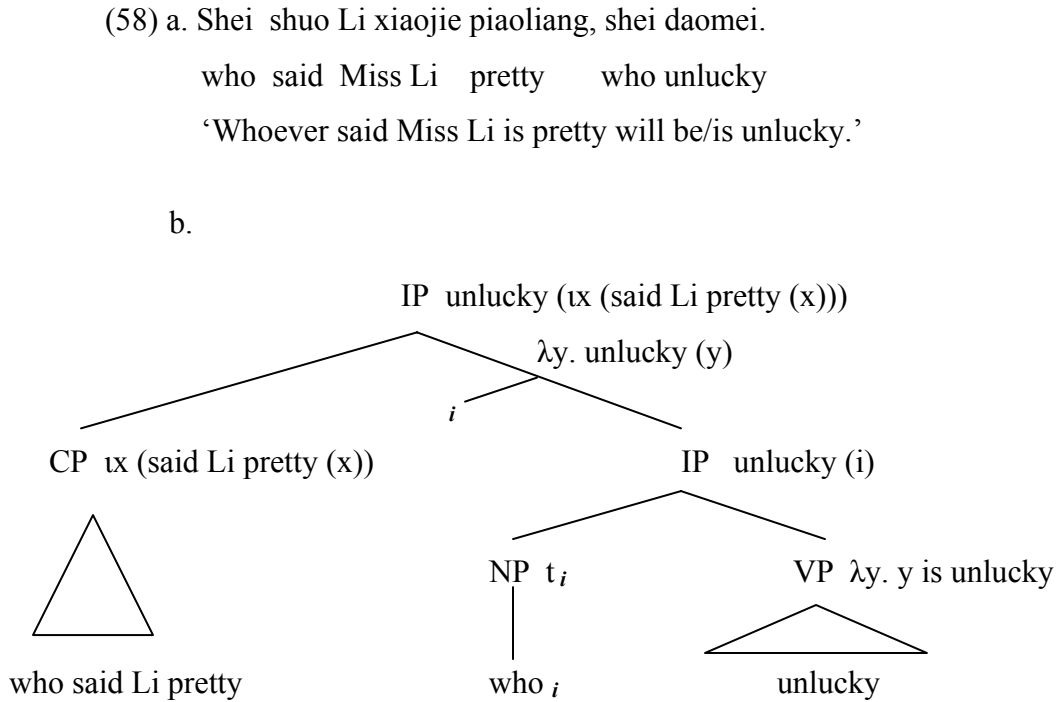 (58) a. Shei shuo Li xiaojie piaoliang, shei daomei.
who said Miss Li pretty who unlucky
‘Whoever said Miss Li is pretty will be/is unlucky.’
b.
IP unlucky (ιx (said Li pretty (x)))
λy. unlucky (y)
i
CP ιx (said Li pretty (x))
IP unlucky (i)
NP t i
VP λy. y is unlucky
who said Li pretty
who i
unlucky